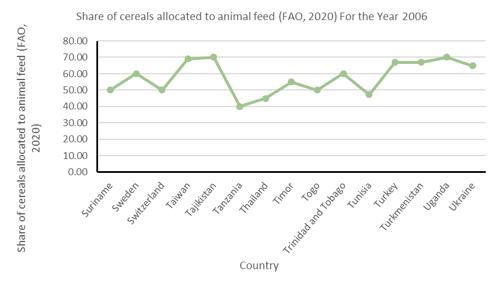 Share of cereals allocated to animal feed (FAO, 2020) For the Year 2006
Share of cereals allocated to animal feed (FAO,
2020)
80.00
70.00
60.00
50.00
40.00
30.00
20.00
10.00
0.00
Suriname
Sweden
Switzerland
Taiwan
Tajikistan
Tanzania
Thailand
Timor
Togo
Trinidad and Tobago
Tunisia
Turkey
Turkmenistan
Uganda
Ukraine
Country